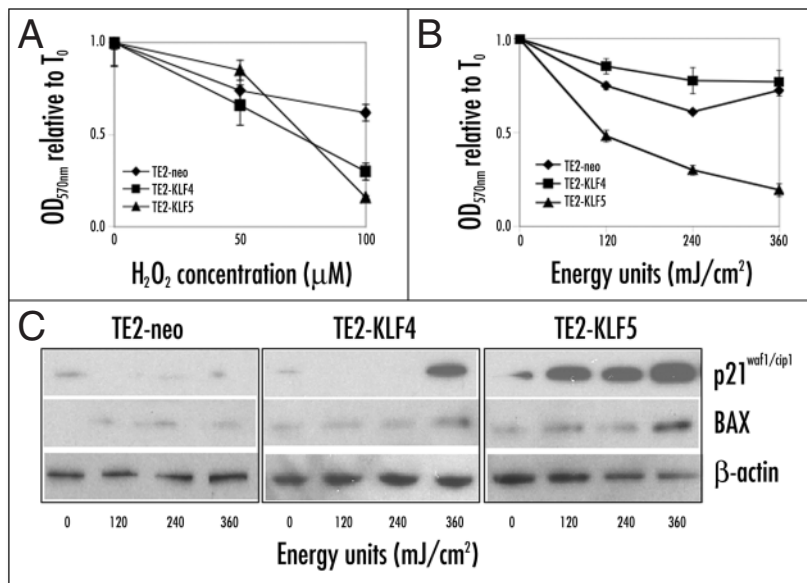 A
OD570nm relative to T0
1.0
0.5
0.0
TE2-neo
TE2-KLF4
TE2-KLF5
0
50
100
H2O2 concentration (μM)
B
OD570nm relative to T0
1.0
0.5
0.0
TE2-neo
TE2-KLF4
TE2-KLF5
0
120
240
360
Energy units (mJ/cm²)
C
TE2-neo
TE2-KLF4
TE2-KLF5
p21waf1/cip1
BAX
β-actin
0 120 240 360 0 120 240 360 0 120 240 360
Energy units (mJ/cm²)